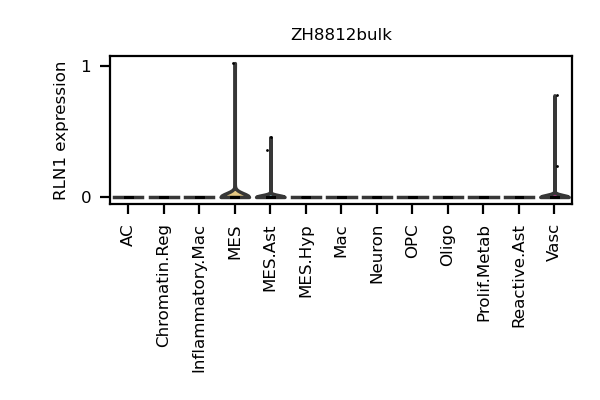 ZH8812bulk
RLN1 expression
1
0
AC
Chromatin.Reg
Inflammatory.Mac
MES
MES.Ast
MES.Hyp
Mac
Neuron
OPC
Oligo
Prolif.Metab
Reactive.Ast
Vasc